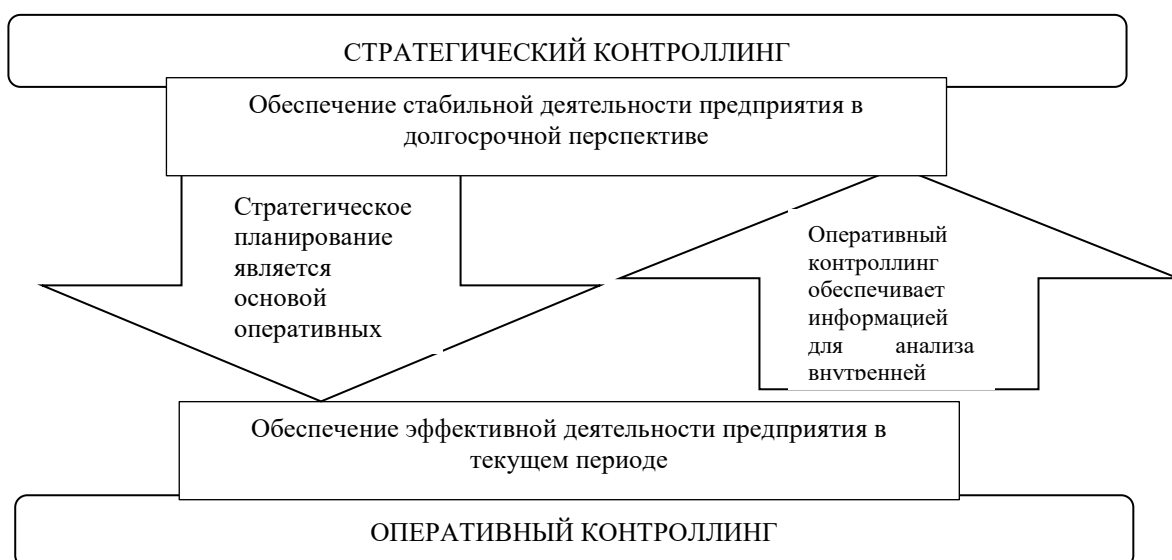 СТРАТЕГИЧЕСКИЙ КОНТРОЛЛИНГ
Обеспечение стабильной деятельности предприятия в
долгосрочной перспективе
Стратегическое
планирование
является
основой
оперативных
Оперативный
контроллинг
обеспечивает
информацией
для анализа
внутренней
Обеспечение эффективной деятельности предприятия в
текущем периоде
ОПЕРАТИВНЫЙ КОНТРОЛЛИНГ